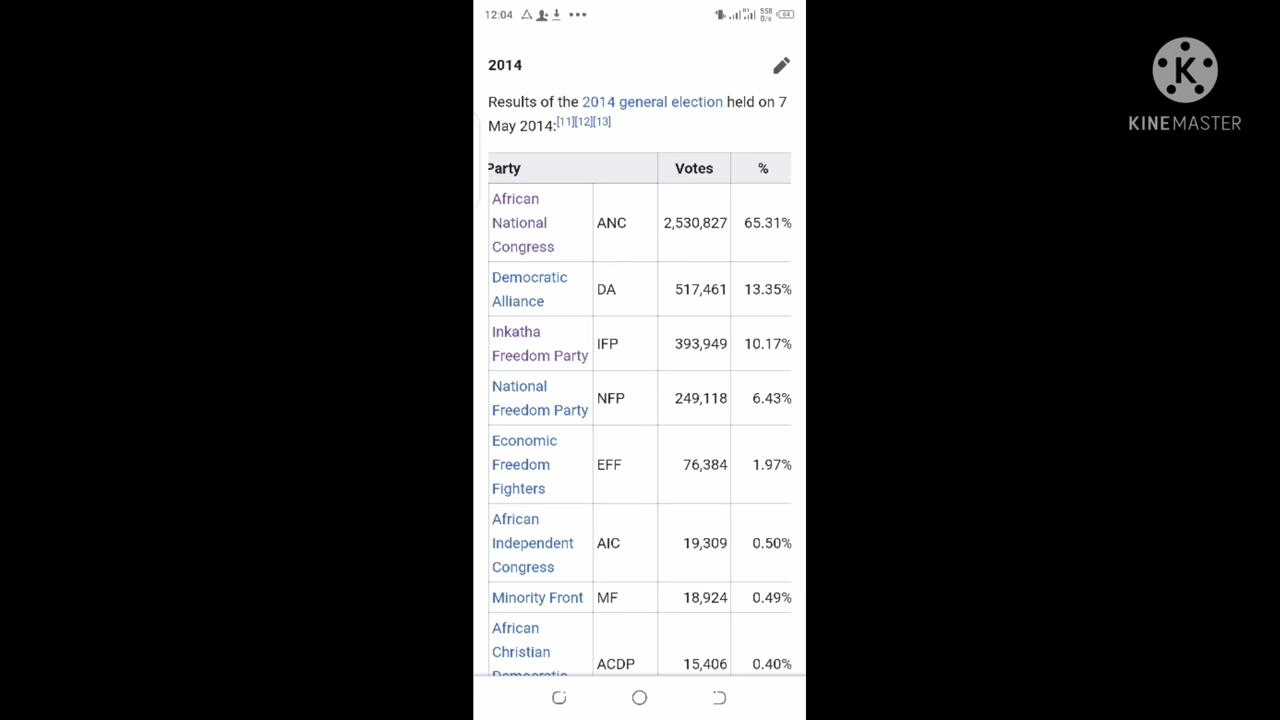 12:04
558
B/s
64
2014
Results of the 2014 general election held on 7
May 2014:[11][12][13]
Party Votes %
African
National
Congress
ANC 2,530,827 65.31%
Democratic
Alliance
DA 517,461 13.35%
Inkatha
Freedom Party
IFP 393,949 10.17%
National
Freedom Party
NFP 249,118 6.43%
Economic
Freedom
Fighters
EFF 76,384 1.97%
African
Independent
Congress
AIC 19,309 0.50%
Minority Front MF 18,924 0.49%
African
Christian
Democratic
ACDP 15,406 0.40%
K
KINEMASTER